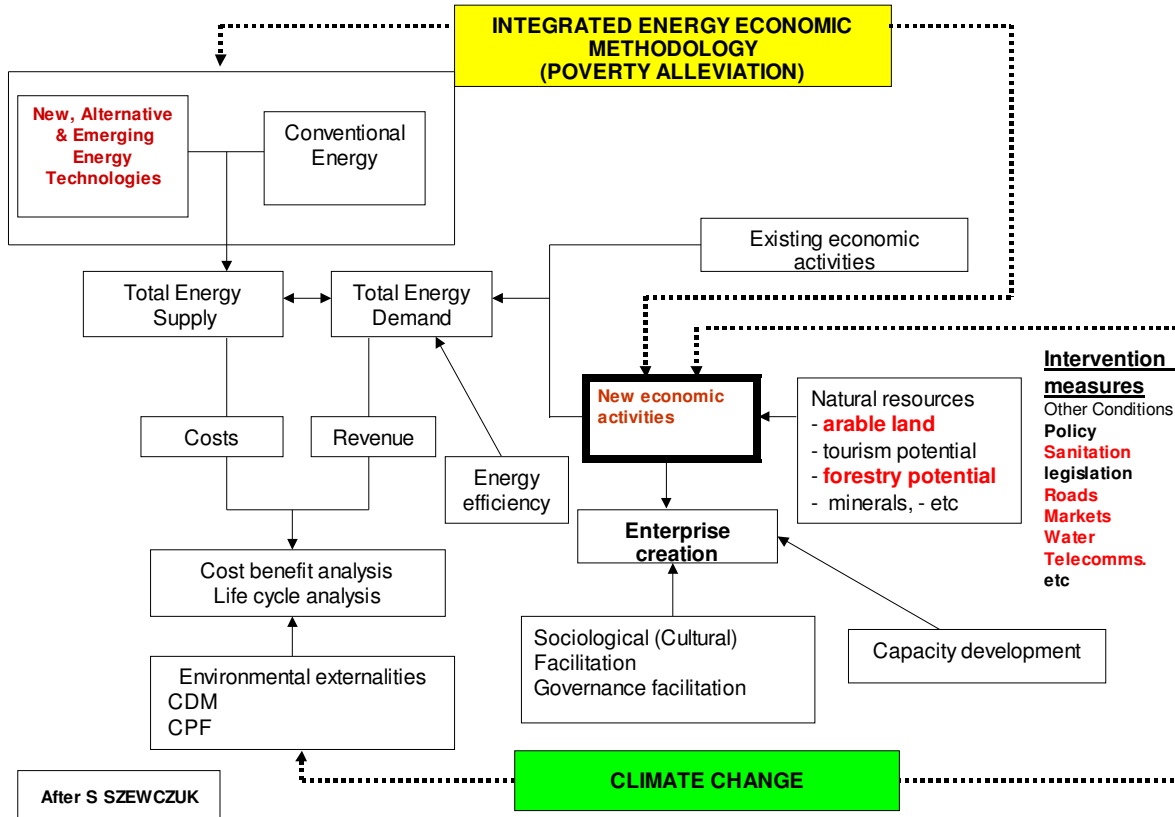 INTEGRATED ENERGY ECONOMIC
METHODOLOGY
(POVERTY ALLEVIATION)
New, Alternative
& Emerging
Energy
Technologies
Conventional
Energy
Existing economic
activities
Total Energy
Supply
Total Energy
Demand
New economic
activities
Natural resources
- arable land
- tourism potential
- forestry potential
- minerals, - etc
Intervention
measures
Other Conditions
Policy
Sanitation
legislation
Roads
Markets
Water
Telecomms.
etc
Costs
Revenue
Energy
efficiency
Enterprise
creation
Cost benefit analysis
Life cycle analysis
Sociological (Cultural)
Facilitation
Governance facilitation
Capacity development
Environmental externalities
CDM
CPF
CLIMATE CHANGE
After S SZEWCZUK